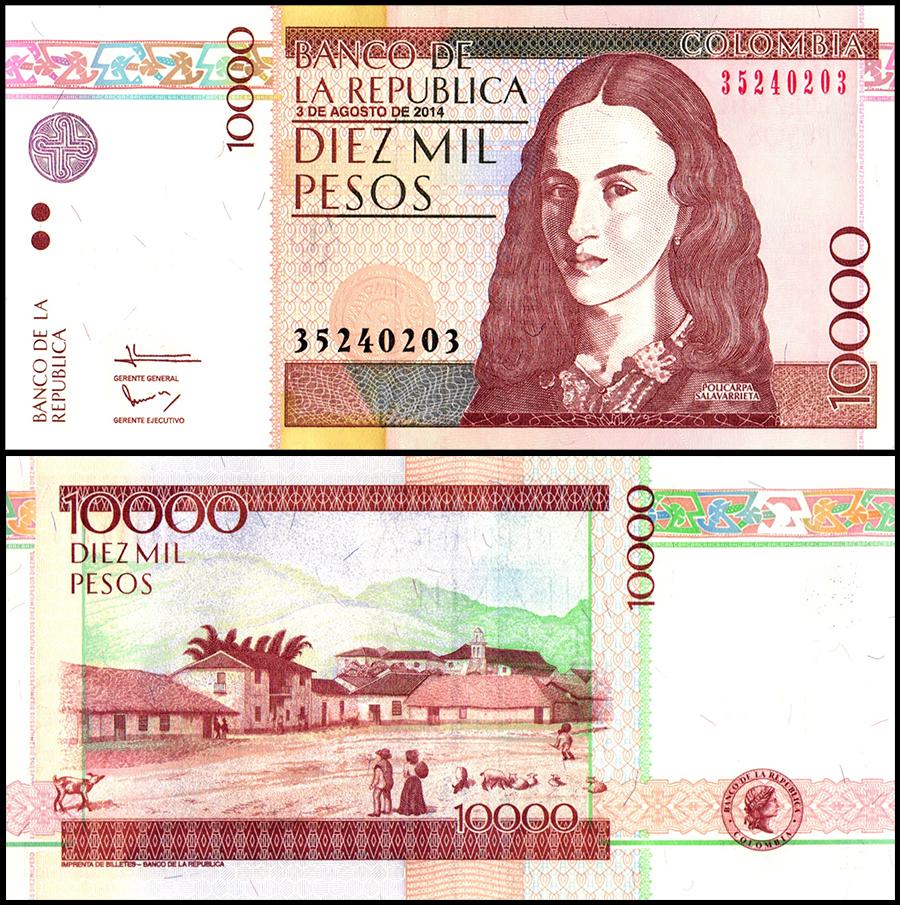 10000
BANCO DE
LA REPUBLICA
3 DE AGOSTO DE 2014
DIEZ MIL
PESOS
COLOMBIA
35240203
35240203
BANCO DE LA
REPUBLICA
GERENTE GENERAL
GERENTE EJECUTIVO
POLICARPA
SALAVARRIETA
10000
10000
DIEZ MIL
PESOS
10000
10000
BANCO DE LA REPUBLICA
COLOMBIA
IMPRENTA DE BILLETES – BANCO DE LA REPUBLICA